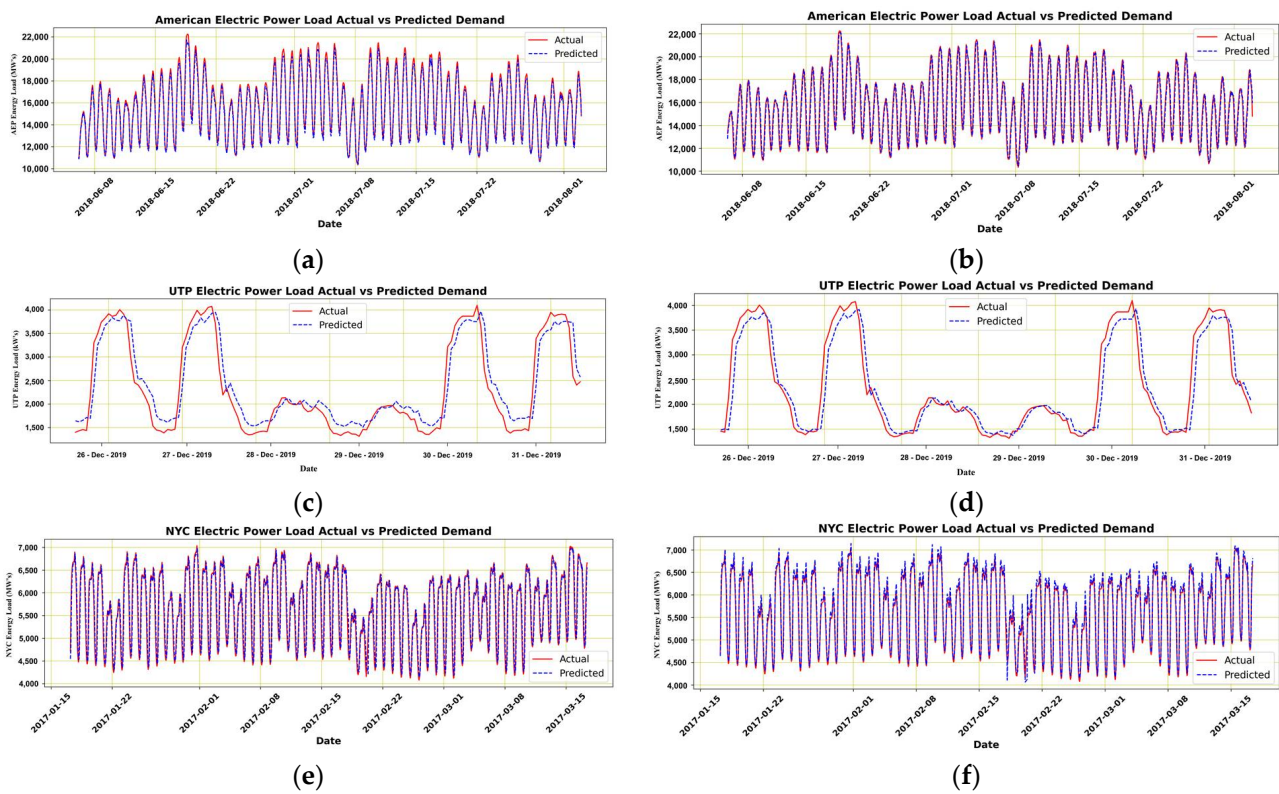 American Electric Power Load Actual vs Predicted Demand
AEP Energy Load (MW's)
22,000
20,000
18,000
16,000
14,000
12,000
10,000
Actual
Predicted
2018-06-08
2018-06-15
2018-06-22
2018-07-01
2018-07-08
2018-07-15
2018-07-22
2018-08-01
Date
(a)
American Electric Power Load Actual vs Predicted Demand
AEP Energy Load (MW's)
22,000
20,000
18,000
16,000
14,000
12,000
10,000
Actual
Predicted
2018-06-08
2018-06-15
2018-06-22
2018-07-01
2018-07-08
2018-07-15
2018-07-22
2018-08-01
Date
(b)
UTP Electric Power Load Actual vs Predicted Demand
UTP Energy Load (kW's)
4,000
3,500
3,000
2,500
2,000
1,500
Actual
Predicted
26 - Dec - 2019
27 - Dec - 2019
28 - Dec - 2019
29 - Dec - 2019
30 - Dec - 2019
31 - Dec - 2019
Date
(c)
UTP Electric Power Load Actual vs Predicted Demand
UTP Energy Load (kW's)
4,000
3,500
3,000
2,500
2,000
1,500
Actual
Predicted
26 - Dec - 2019
27 - Dec - 2019
28 - Dec - 2019
29 - Dec - 2019
30 - Dec - 2019
31 - Dec - 2019
Date
(d)
NYC Electric Power Load Actual vs Predicted Demand
NYC Energy Load (MW's)
7,000
6,500
6,000
5,500
5,000
4,500
4,000
Actual
Predicted
2017-01-15
2017-01-22
2017-02-01
2017-02-08
2017-02-15
2017-02-22
2017-03-01
2017-03-08
2017-03-15
Date
(e)
NYC Electric Power Load Actual vs Predicted Demand
NYC Energy Load (MW's)
7,000
6,500
6,000
5,500
5,000
4,500
4,000
Actual
Predicted
2017-01-15
2017-01-22
2017-02-01
2017-02-08
2017-02-15
2017-02-22
2017-03-01
2017-03-08
2017-03-15
Date
(f)